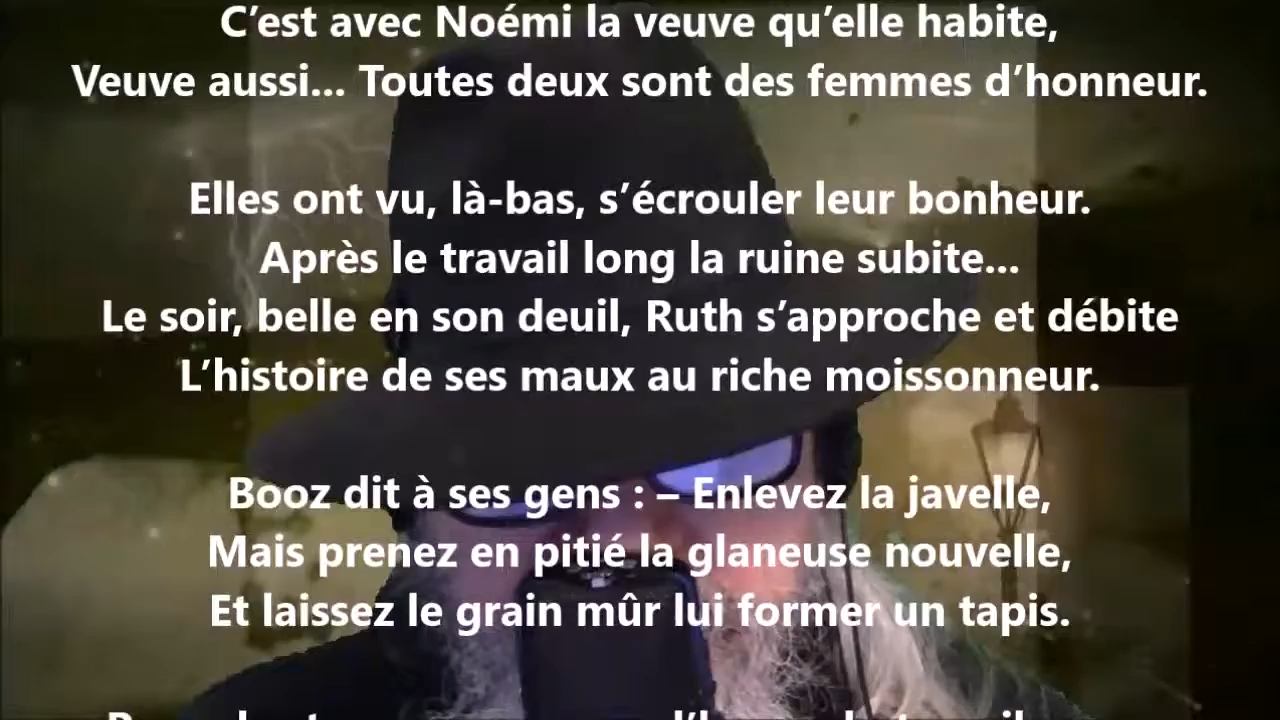 C’est avec Noémi la veuve qu’elle habite,
Veuve aussi... Toutes deux sont des femmes d’honneur.
Elles ont vu, là-bas, s’écrouler leur bonheur.
Après le travail long la ruine subite...
Le soir, belle en son deuil, Ruth s’approche et débite
L’histoire de ses maux au riche moissonneur.
Booz dit à ses gens : – Enlevez la javelle,
Mais prenez en pitié la glaneuse nouvelle,
Et laissez le grain mûr lui former un tapis.